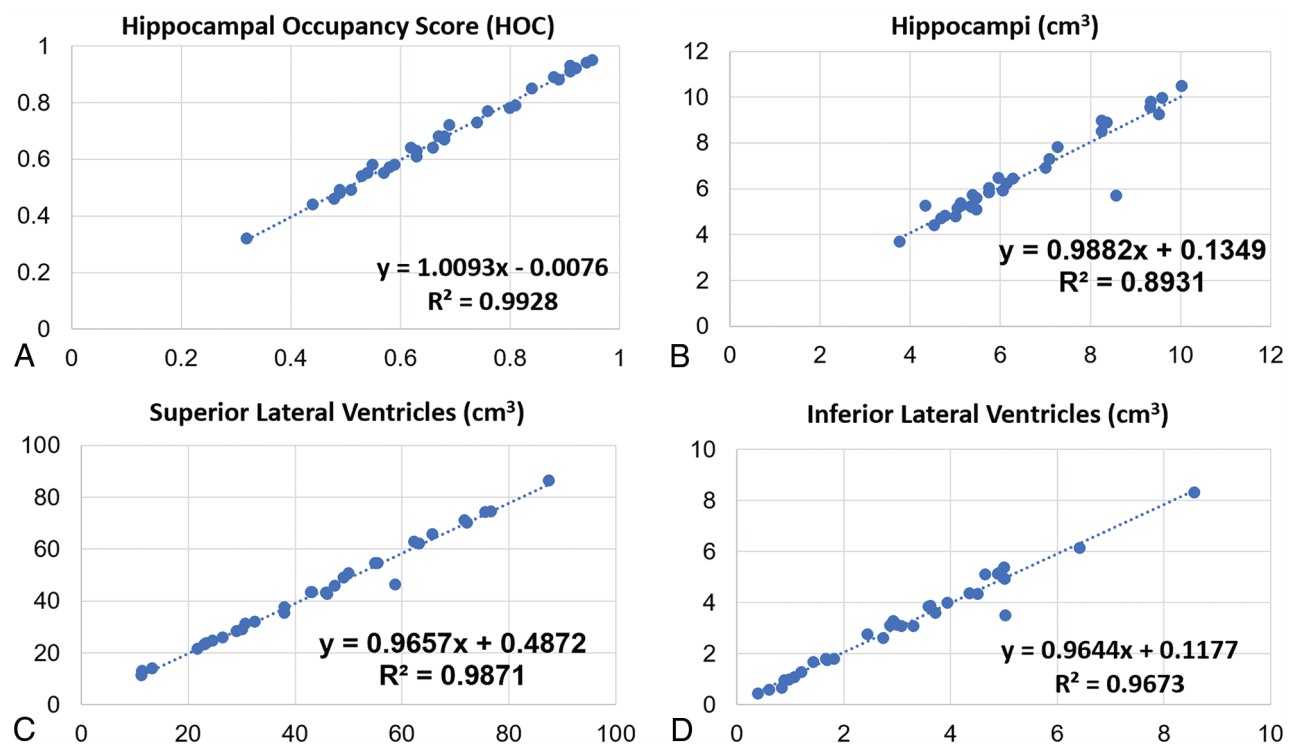 Hippocampal Occupancy Score (HOC)
1
0.8
0.6
0.4
0.2
0
y = 1.0093x - 0.0076
R² = 0.9928
A
0 0.2 0.4 0.6 0.8 1
Hippocampi (cm³)
12
10
8
6
4
2
0
y = 0.9882x + 0.1349
R² = 0.8931
B
0 2 4 6 8 10 12
Superior Lateral Ventricles (cm³)
100
80
60
40
20
0
y = 0.9657x + 0.4872
R² = 0.9871
C
0 20 40 60 80 100
Inferior Lateral Ventricles (cm³)
10
8
6
4
2
0
y = 0.9644x + 0.1177
R² = 0.9673
D
0 2 4 6 8 10